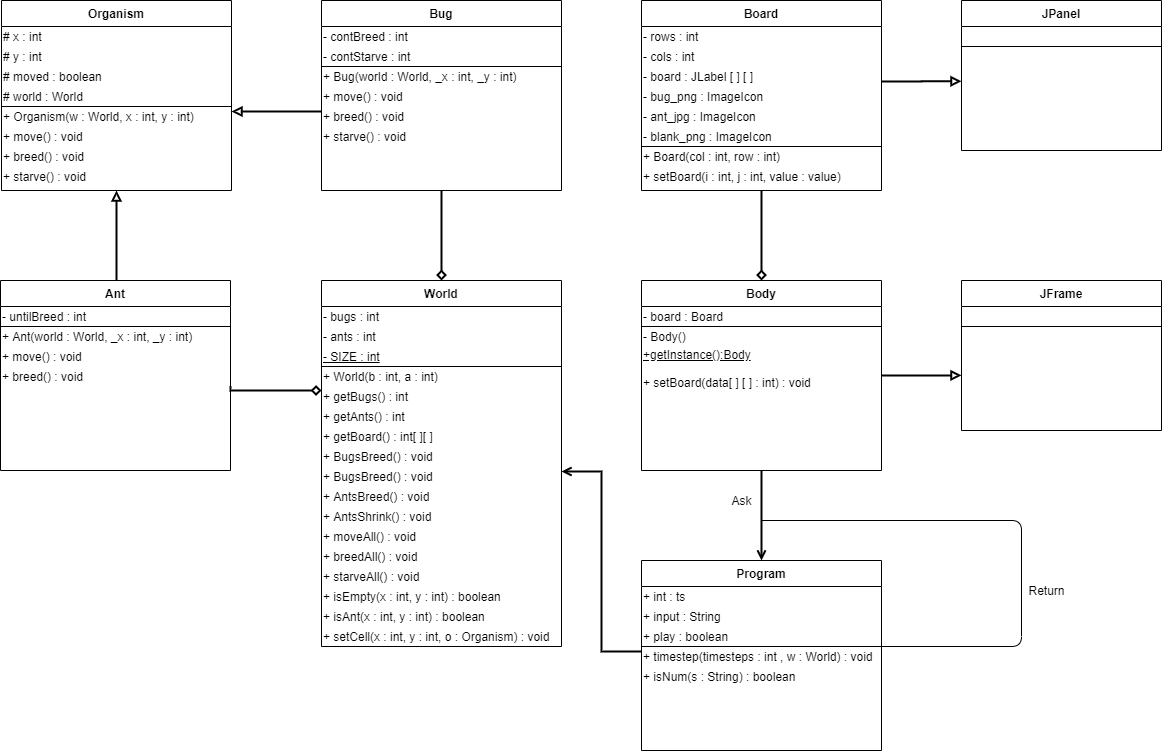 Organism
# x : int
# y : int
# moved : boolean
# world : World
+ Organism(w : World, x : int, y : int)
+ move() : void
+ breed() : void
+ starve() : void
Bug
- contBreed : int
- contStarve : int
+ Bug(world : World, _x : int, _y : int)
+ move() : void
+ breed() : void
+ starve() : void
Board
- rows : int
- cols : int
- board : JLabel [ ] [ ]
- bug_png : ImageIcon
- ant_jpg : ImageIcon
- blank_png : ImageIcon
+ Board(col : int, row : int)
+ setBoard(i : int, j : int, value : value)
JPanel
Ant
- untilBreed : int
+ Ant(world : World, _x : int, _y : int)
+ move() : void
+ breed() : void
World
- bugs : int
- ants : int
- SIZE : int
+ World(b : int, a : int)
+ getBugs() : int
+ getAnts() : int
+ getBoard() : int[ ][ ]
+ BugsBreed() : void
+ BugsBreed() : void
+ AntsBreed() : void
+ AntsShrink() : void
+ moveAll() : void
+ breedAll() : void
+ starveAll() : void
+ isEmpty(x : int, y : int) : boolean
+ isAnt(x : int, y : int) : boolean
+ setCell(x : int, y : int, o : Organism) : void
Body
- board : Board
- Body()
+getInstance():Body
+ setBoard(data[ ] [ ] : int) : void
JFrame
Ask
Program
+ int : ts
+ input : String
+ play : boolean
+ timestep(timesteps : int , w : World) : void
+ isNum(s : String) : boolean
Return